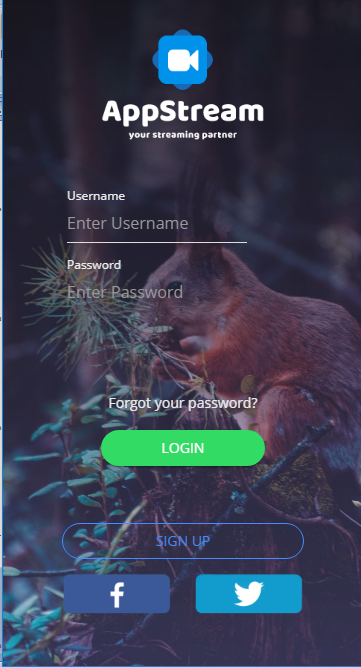 AppStream
your streaming partner
Username
Enter Username
Password
Enter Password
Forgot your password?
LOGIN
SIGN UP